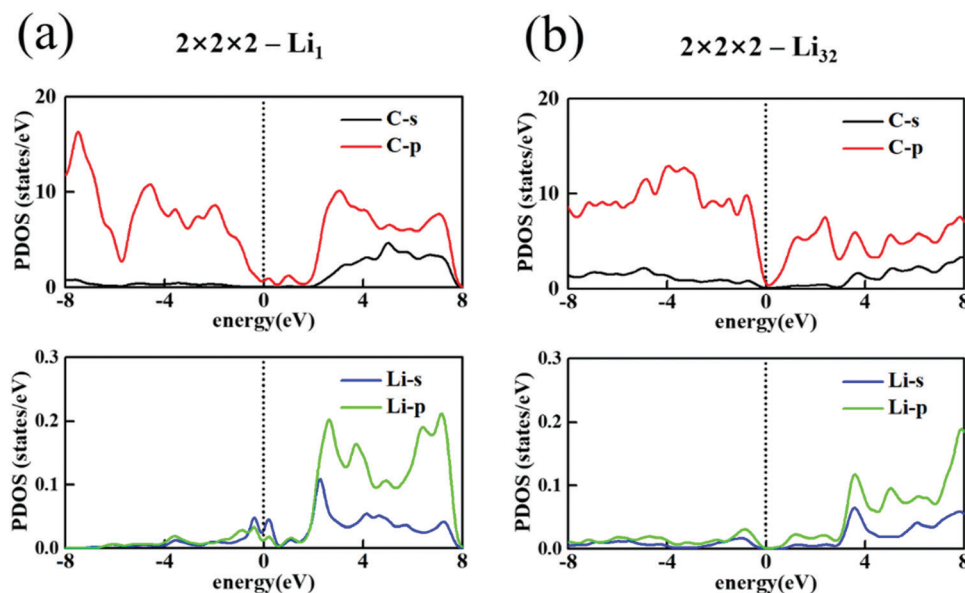 (a)
2×2×2 – Li₁
20
10
0
PDOS (states/eV)
C-s
C-p
-8
-4
0
4
8
energy(eV)
0.3
0.2
0.1
0.0
PDOS (states/eV)
Li-s
Li-p
-8
-4
0
4
8
energy(eV)
(b)
2×2×2 – Li₃₂
20
10
0
PDOS (states/eV)
C-s
C-p
-8
-4
0
4
8
energy(eV)
0.3
0.2
0.1
0.0
PDOS (states/eV)
Li-s
Li-p
-8
-4
0
4
8
energy(eV)